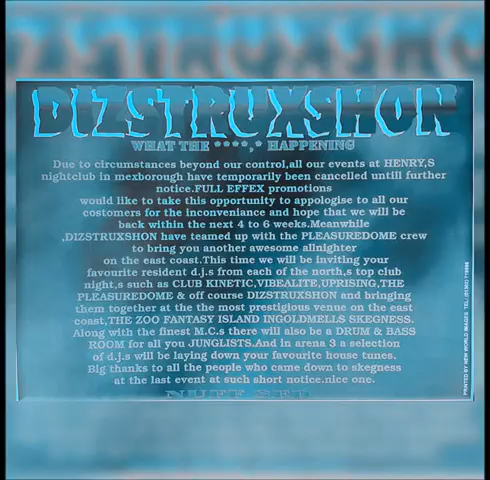 DIZSTRUXSHON
WHAT THE ****,* HAPPENING
Due to circumstances beyond our control,all our events at HENRY,S
nightclub in mexborough have temporarily been cancelled untill further
notice.FULL EFFEX promotions
would like to take this opportunity to appologise to all our
costomers for the inconveniance and hope that we will be
back within the next 4 to 6 weeks.Meanwhile
,DIZSTRUXSHON have teamed up with the PLEASUREDOME crew
to bring you another awesome allnighter
on the east coast.This time we will be inviting your
favourite resident d.j.s from each of the north,s top club
night,s such as CLUB KINETIC,VIBEALITE,UPRISING,THE
PLEASUREDOME & off course DIZSTRUXSHON and bringing
them together at the the most prestigious venue on the east
coast,THE ZOO FANTASY ISLAND INGOLDMELLS SKEGNESS.
Along with the finest M.C.s there will also be a DRUM & BASS
ROOM for all you JUNGLISTS.And in arena 3 a selection
of d.j.s will be laying down your favourite house tunes.
Big thanks to all the people who came down to skegness
at the last event at such short notice.nice one.
PRINTED BY NEW WORLD IMAGES TEL.